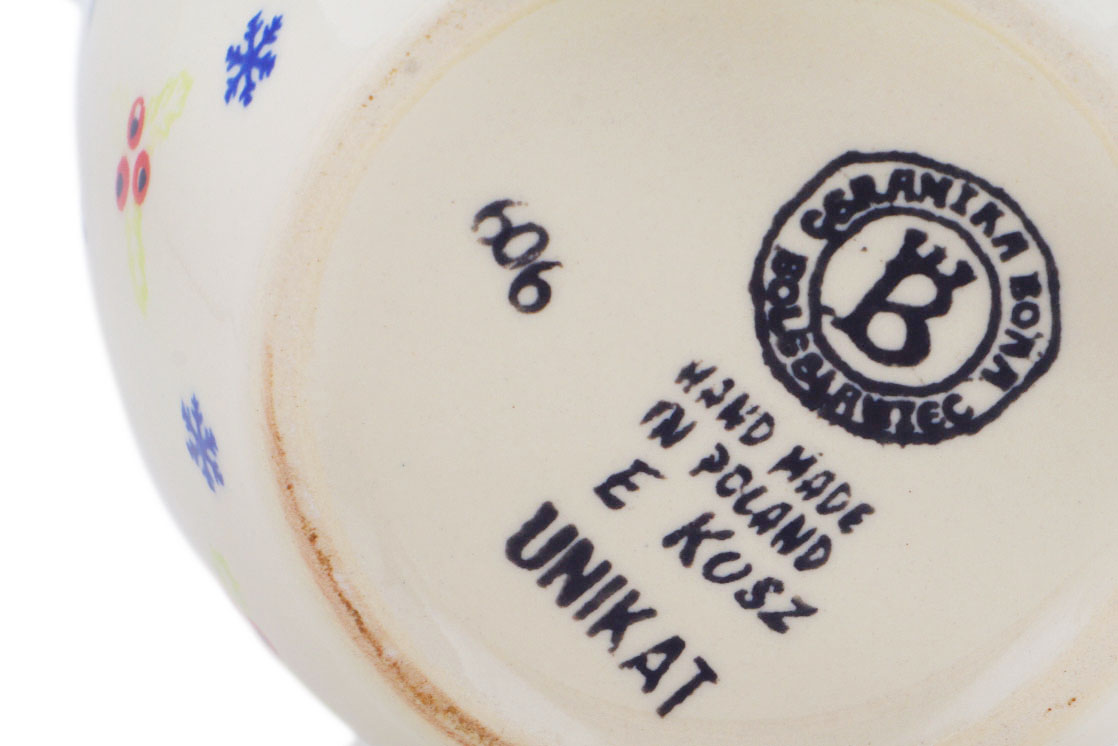 606
CERAMIKA BONA
BOLESŁAWIEC
B
HAND MADE
IN POLAND
E KUSZ
UNIKAT